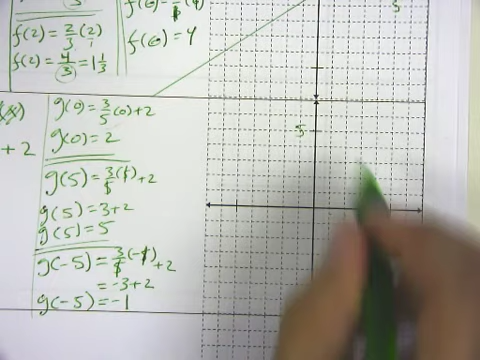 f(6) =
f(2) = 2/3 (2/1)
f(6) = 4
f(2) = 4/3 = 1 1/3
g(0) = 3/5 (0) + 2
+ 2
g(0) = 2
5
g(5) = 3/5 (5) + 2
g(5) = 3+2
g(5) = 5
g(-5) = 3/5 (-5) + 2
= -3+2
g(-5) = -1